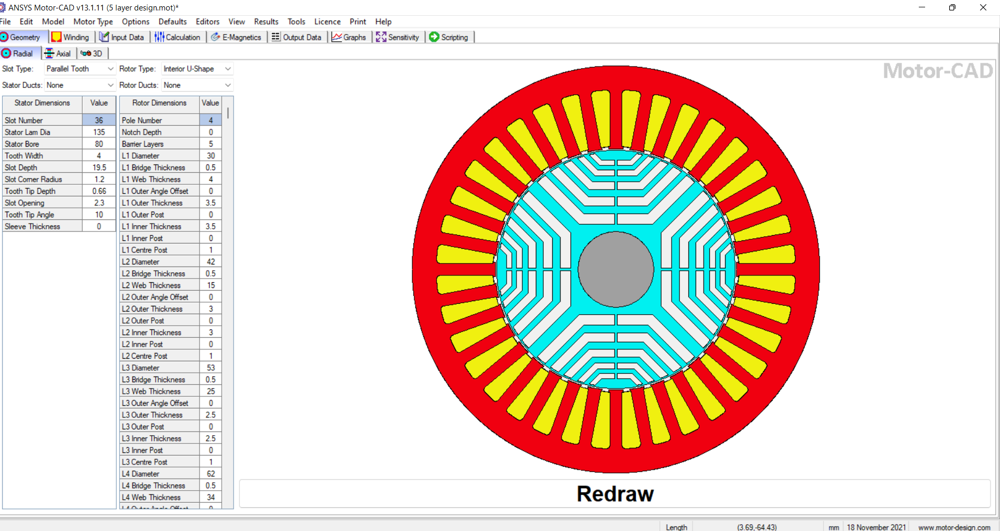 ANSYS Motor-CAD v13.1.11 (5 layer design.mot)*
File Edit Model Motor Type Options Defaults Editors View Results Tools Licence Print Help
Geometry Winding Input Data Calculation E-Magnetics Output Data Graphs Sensitivity Scripting
Radial Axial 3D
Slot Type: Parallel Tooth Rotor Type: Interior U-Shape
Stator Ducts: None Rotor Ducts: None
Motor-CAD
Stator Dimensions Value
Slot Number 36
Stator Lam Dia 135
Stator Bore 80
Tooth Width 4
Slot Depth 19.5
Slot Corner Radius 1.2
Tooth Tip Depth 0.66
Slot Opening 2.3
Tooth Tip Angle 10
Sleeve Thickness 0
Rotor Dimensions Value
Pole Number 4
Notch Depth 0
Barrier Layers 5
L1 Diameter 30
L1 Bridge Thickness 0.5
L1 Web Thickness 4
L1 Outer Angle Offset 0
L1 Outer Thickness 3.5
L1 Outer Post 0
L1 Inner Thickness 3.5
L1 Inner Post 0
L1 Centre Post 1
L2 Diameter 42
L2 Bridge Thickness 0.5
L2 Web Thickness 15
L2 Outer Angle Offset 0
L2 Outer Thickness 3
L2 Outer Post 0
L2 Inner Thickness 3
L2 Inner Post 0
L2 Centre Post 1
L3 Diameter 53
L3 Bridge Thickness 0.5
L3 Web Thickness 25
L3 Outer Angle Offset 0
L3 Outer Thickness 2.5
L3 Outer Post 0
L3 Inner Thickness 2.5
L3 Inner Post 0
L3 Centre Post 1
L4 Diameter 62
L4 Bridge Thickness 0.5
L4 Web Thickness 34
L4 Outer Angle Offset 0
Redraw
Length (3.69,-64.43) mm 18 November 2021 www.motor-design.com